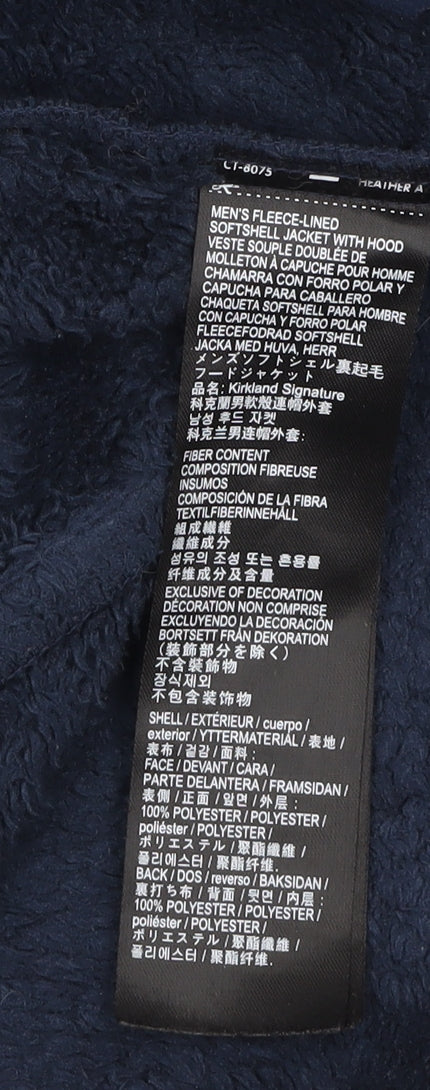 CT-8075
HEATHER A
MEN'S FLEECE-LINED
SOFTSHELL JACKET WITH HOOD
VESTE SOUPLE DOUBLÉE DE
MOLLETON À CAPUCHE POUR HOMME
CHAMARRA CON FORRO POLAR Y
CAPUCHA PARA CABALLERO
CHAQUETA SOFTSHELL PARA HOMBRE
CON CAPUCHA Y FORRO POLAR
FLEECEFODRAD SOFTSHELL
JACKA MED HUVA, HERR
メンズソフトシェル裏起毛
フードジャケット
品名: Kirkland Signature
科克蘭男軟殼連帽外套
남성 후드 자켓
科克兰男连帽外套:
FIBER CONTENT
COMPOSITION FIBREUSE
INSUMOS
COMPOSICIÓN DE LA FIBRA
TEXTILFIBERINNEHÅLL
組成繊維
纖維成分
섬유의 조성 또는 혼용률
纤维成分及含量
EXCLUSIVE OF DECORATION
DÉCORATION NON COMPRISE
EXCLUYENDO LA DECORACIÓN
BORTSETT FRÅN DEKORATION
(装飾部分を除く)
不含裝飾物
장식제외
不包含装饰物
SHELL / EXTÉRIEUR / cuerpo /
exterior / YTTERMATERIAL / 表地 /
表布 / 겉감 / 面料 :
FACE / DEVANT / CARA /
PARTE DELANTERA / FRAMSIDAN /
表側 / 正面 / 앞면 / 外层 :
100% POLYESTER / POLYESTER /
poliéster / POLYESTER /
ポリエステル / 聚酯纖維 /
폴리에스터 / 聚酯纤维.
BACK / DOS / reverso / BAKSIDAN /
裏打ち布 / 背面 / 뒷면 / 内层 :
100% POLYESTER / POLYESTER /
poliéster / POLYESTER /
ポリエステル / 聚酯纖維 /
폴리에스터 / 聚酯纤维.